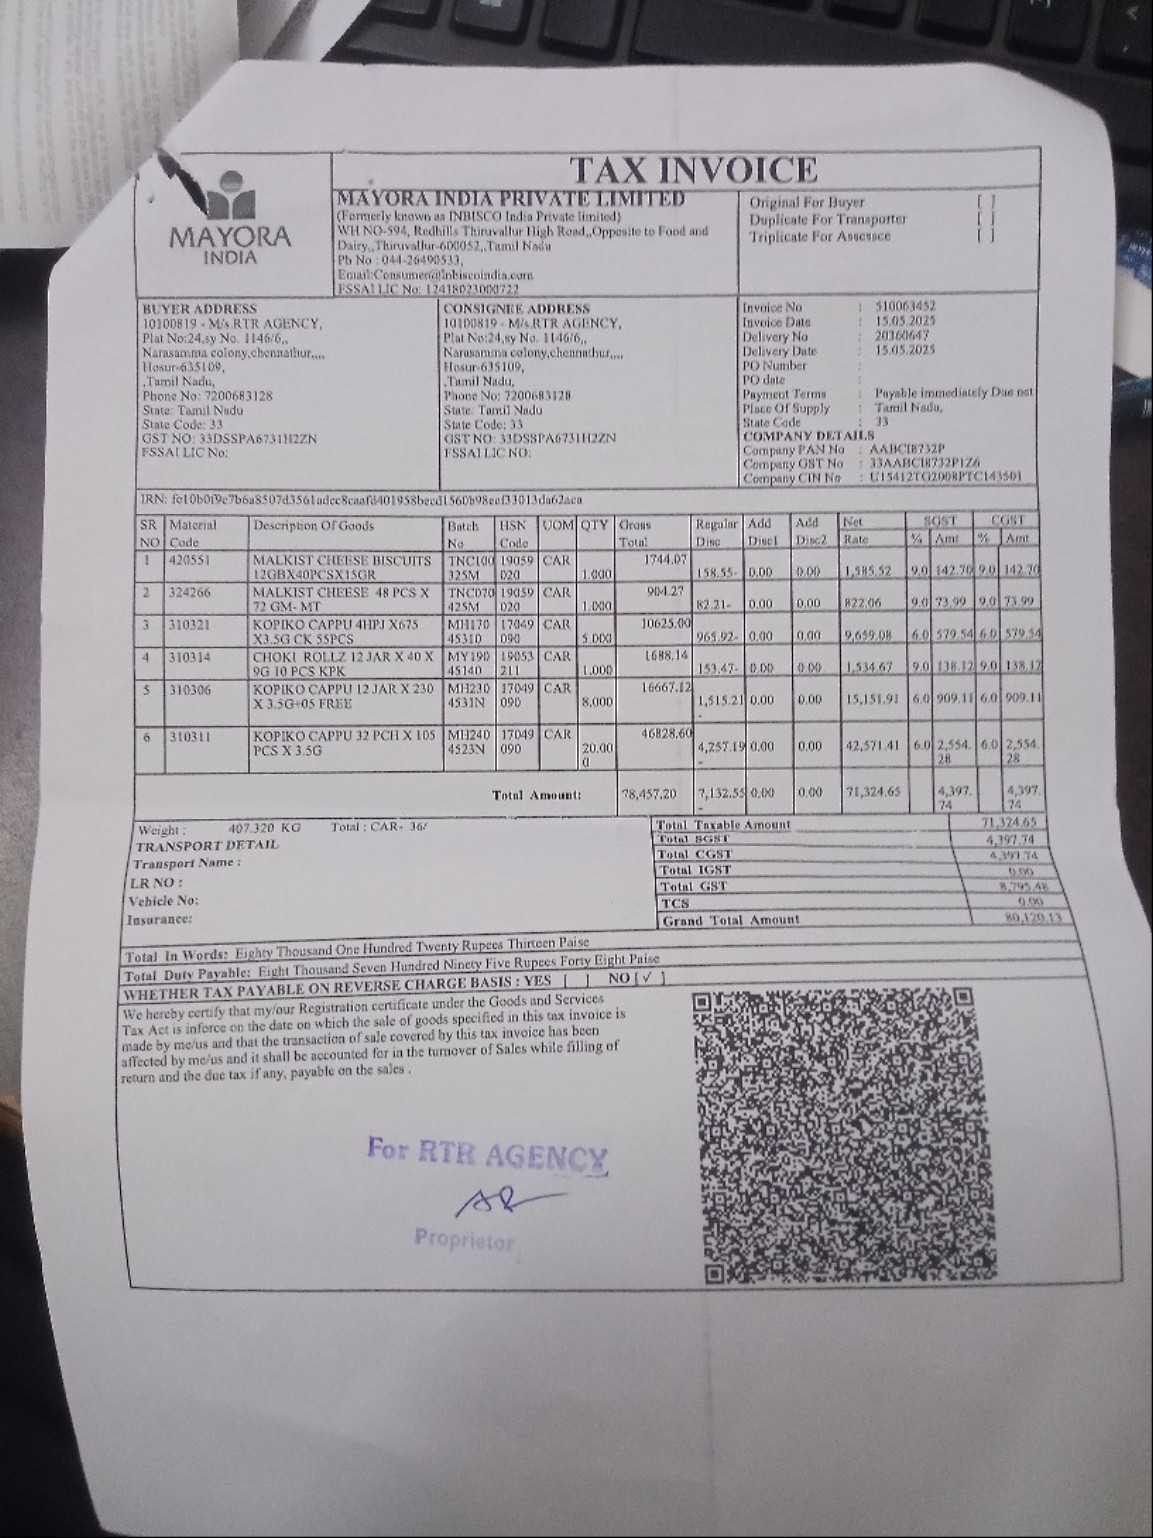 TAX INVOICE
MAYORA
INDIA
MAYORA INDIA PRIVATE LIMITED
(Formerly known as INBISCO India Private limited)
WH NO-594, Redhills Thiruvallur High Road,,Opposite to Food and
Dairy,,Thiruvallur-600052,,Tamil Nadu
Ph No : 044-26490533,
Email:Consumer@inbiscoindia.com
FSSAI LIC No: 12418023000722
Original For Buyer [ ]
Duplicate For Transporter [ ]
Triplicate For Assessee [ ]
BUYER ADDRESS
10100819 - M/s.RTR AGENCY,
Plat No:24,sy No. 1146/6,,
Narasamma colony,chennathur,,,,
Hosur-635109,
,Tamil Nadu,
Phone No: 7200683128
State: Tamil Nadu
State Code: 33
GST NO: 33DSSPA6731H2ZN
FSSAI LIC No:
CONSIGNEE ADDRESS
10100819 - M/s.RTR AGENCY,
Plat No:24,sy No. 1146/6,,
Narasamma colony,chennathur,,,,
Hosur-635109,
,Tamil Nadu,
Phone No: 7200683128
State: Tamil Nadu
State Code: 33
GST NO: 33DSSPA6731H2ZN
FSSAI LIC NO:
Invoice No : 510063452
Invoice Date : 15.05.2025
Delivery No : 20360647
Delivery Date : 15.05.2025
PO Number :
PO date :
Payment Terms : Payable immediately Due net
Place Of Supply : Tamil Nadu,
State Code : 33
COMPANY DETAILS
Company PAN No : AABCI8732P
Company GST No : 33AABCI8732P1Z6
Company CIN No : U15412TG2008PTC143501
IRN:
SR NO Material Code Description Of Goods Batch No HSN Code UOM QTY Gross Total Regular Disc Add Disc1 Add Disc2 Net Rate SGST % Amt CGST % Amt
1 420551 MALKIST CHEESE BISCUITS 12GBX40PCSX15GR TNC100 325M 19059 020 CAR 1.000 1744.07 158.55- 0.00 0.00 1,585.52 9.0 142.70 9.0 142.70
2 324266 MALKIST CHEESE 48 PCS X 72 GM- MT TNC070 425M 19059 020 CAR 1.000 904.27 82.21- 0.00 0.00 822.06 9.0 73.99 9.0 73.99
3 310321 KOPIKO CAPPU 4HPJ X675 X3.5G CK 55PCS MH170 4531D 17049 090 CAR 5.000 10625.00 965.92- 0.00 0.00 9,659.08 6.0 579.54 6.0 579.54
4 310314 CHOKI ROLLZ 12 JAR X 40 X 9G 10 PCS KPK MY190 4514D 19053 211 CAR 1.000 1688.14 153.47- 0.00 0.00 1,534.67 9.0 138.12 9.0 138.12
5 310306 KOPIKO CAPPU 12 JAR X 230 X 3.5G+05 FREE MH230 4531N 17049 090 CAR 8.000 16667.12 1,515.21 - 0.00 0.00 15,151.91 6.0 909.11 6.0 909.11
6 310311 KOPIKO CAPPU 32 PCH X 105 PCS X 3.5G MH240 4523N 17049 090 CAR 20.00 0 46828.60 4,257.19 - 0.00 0.00 42,571.41 6.0 2,554. 28 6.0 2,554. 28
Total Amount: 78,457.20 7,132.55 - 0.00 0.00 71,324.65 4,397. 74 4,397. 74
Weight : 407.320 KG Total : CAR- 36/
TRANSPORT DETAIL
Transport Name :
LR NO :
Vehicle No:
Insurance:
Total Taxable Amount 71,324.65
Total SGST 4,397.74
Total CGST 4,397.74
Total IGST 0.00
Total GST 8,795.48
TCS 0.00
Grand Total Amount 80,120.13
Total In Words: Eighty Thousand One Hundred Twenty Rupees Thirteen Paise
Total Duty Payable: Eight Thousand Seven Hundred Ninety Five Rupees Forty Eight Paise
WHETHER TAX PAYABLE ON REVERSE CHARGE BASIS : YES [ ] NO [√ ]
We hereby certify that my/our Registration certificate under the Goods and Services
Tax Act is inforce on the date on which the sale of goods specified in this tax invoice is
made by me/us and that the transaction of sale covered by this tax invoice has been
affected by me/us and it shall be accounted for in the turnover of Sales while filling of
return and the due tax if any, payable on the sales .
For RTR AGENCY
Proprietor